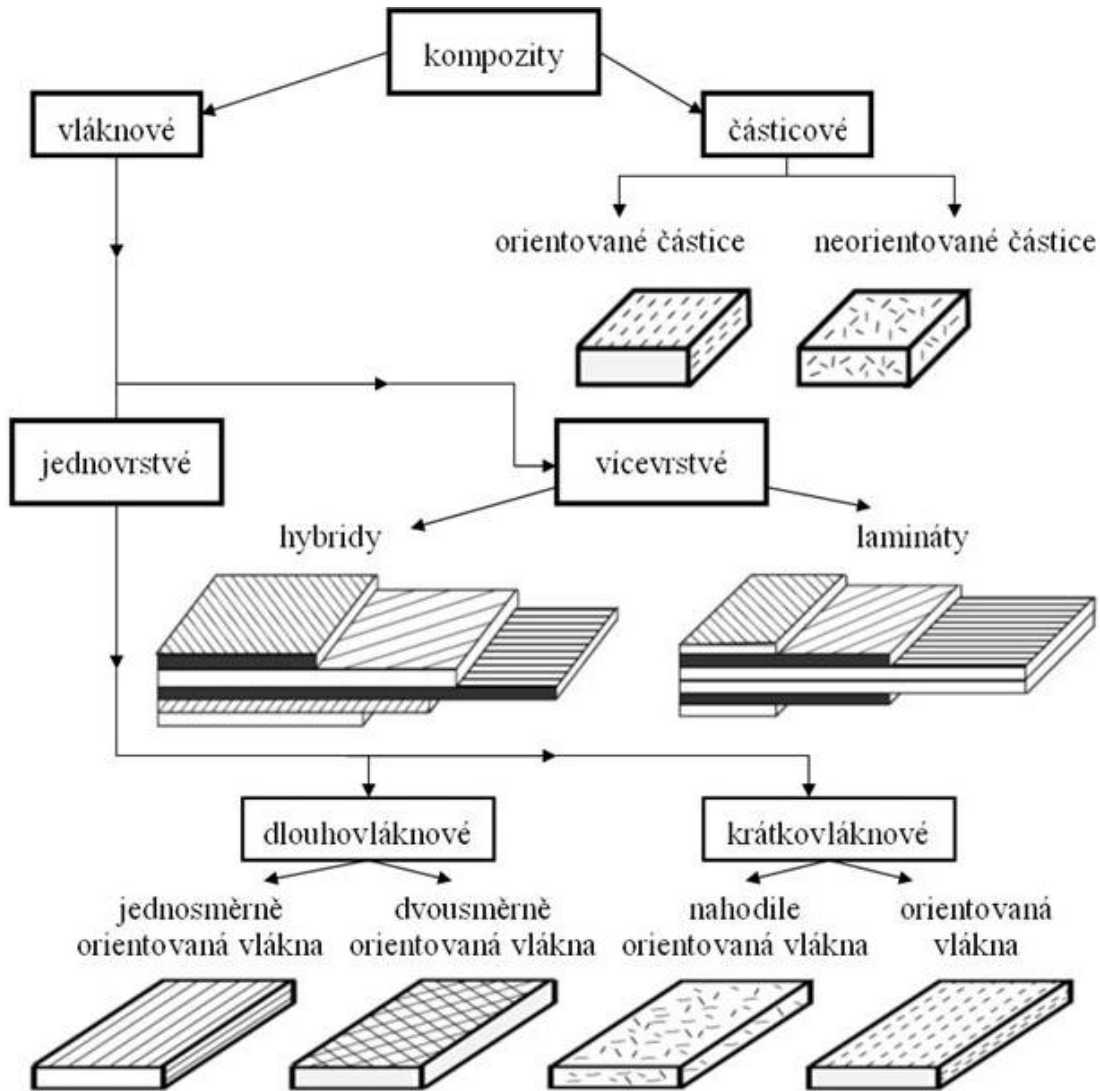 kompozity
vláknové
částicové
orientované částice
neorientované částice
jednovrstvé
vícevrstvé
hybridy
lamináty
dlouhovláknové
krátkovláknové
jednosměrně
orientovaná vlákna
dvousměrně
orientovaná vlákna
nahodile
orientovaná vlákna
orientovaná
vlákna